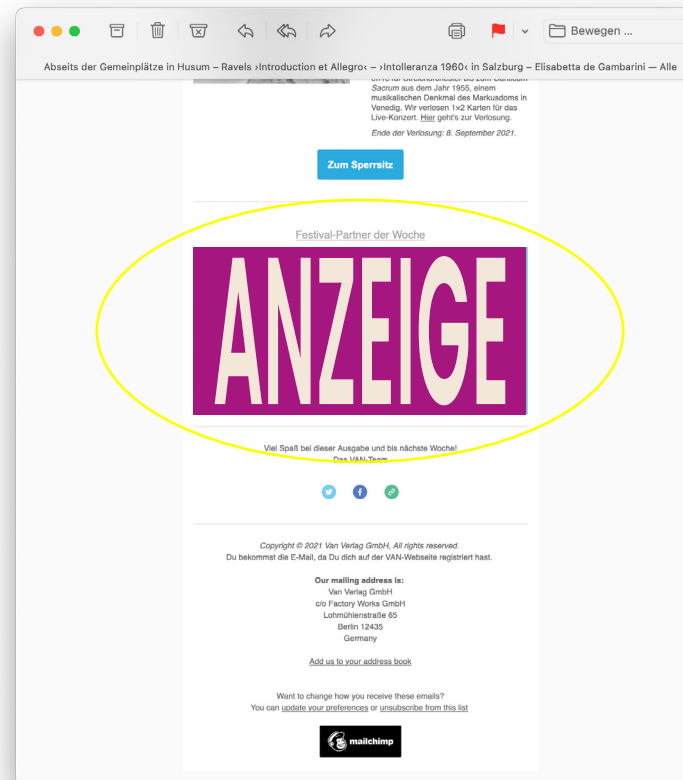 Bewegen ...
Abseits der Gemeinplätze in Husum – Ravels ›Introduction et Allegro‹ – ›Intolleranza 1960‹ in Salzburg – Elisabetta de Gambarini — Alle
Sacrum aus dem Jahr 1955, einem
musikalischen Denkmal des Markusdoms in
Venedig. Wir verlosen 1×2 Karten für das
Live-Konzert. Hier geht's zur Verlosung.
Ende der Verlosung: 8. September 2021.
Zum Sperrsitz
Festival-Partner der Woche
ANZEIGE
Viel Spaß bei dieser Ausgabe und bis nächste Woche!
Das VAN-Team
Copyright © 2021 Van Verlag GmbH, All rights reserved.
Du bekommst die E-Mail, da Du dich auf der VAN-Webseite registriert hast.
Our mailing address is:
Van Verlag GmbH
c/o Factory Works GmbH
Lohmühlenstraße 65
Berlin 12435
Germany
Add us to your address book
Want to change how you receive these emails?
You can update your preferences or unsubscribe from this list
mailchimp